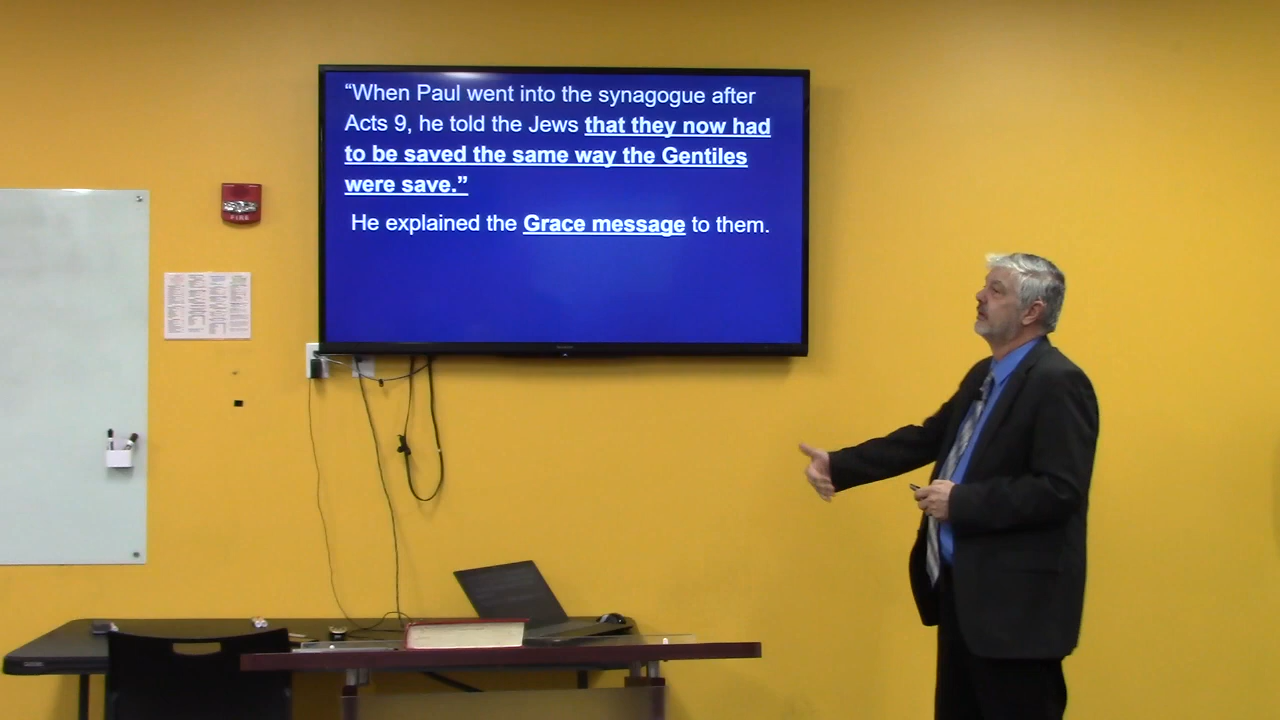 “When Paul went into the synagogue after
Acts 9, he told the Jews that they now had
to be saved the same way the Gentiles
were save.”
He explained the Grace message to them.
FIRE